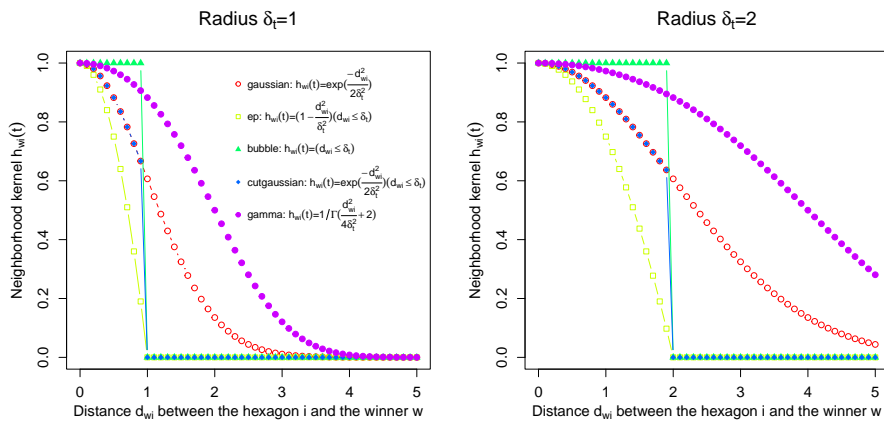 Radius δt=1
Neighborhood kernel hwi(t)
1.0
0.8
0.6
0.4
0.2
0.0
gaussian: hwi(t)=exp(-d²wi/2δ²t)
ep: hwi(t)=(1-d²wi/δ²t)(dwi≤δt)
bubble: hwi(t)=(dwi≤δt)
cutgaussian: hwi(t)=exp(-d²wi/2δ²t)(dwi≤δt)
gamma: hwi(t)=1/Γ(d²wi/4δ²t+2)
0 1 2 3 4 5
Distance dwi between the hexagon i and the winner w
Radius δt=2
Neighborhood kernel hwi(t)
1.0
0.8
0.6
0.4
0.2
0.0
0 1 2 3 4 5
Distance dwi between the hexagon i and the winner w